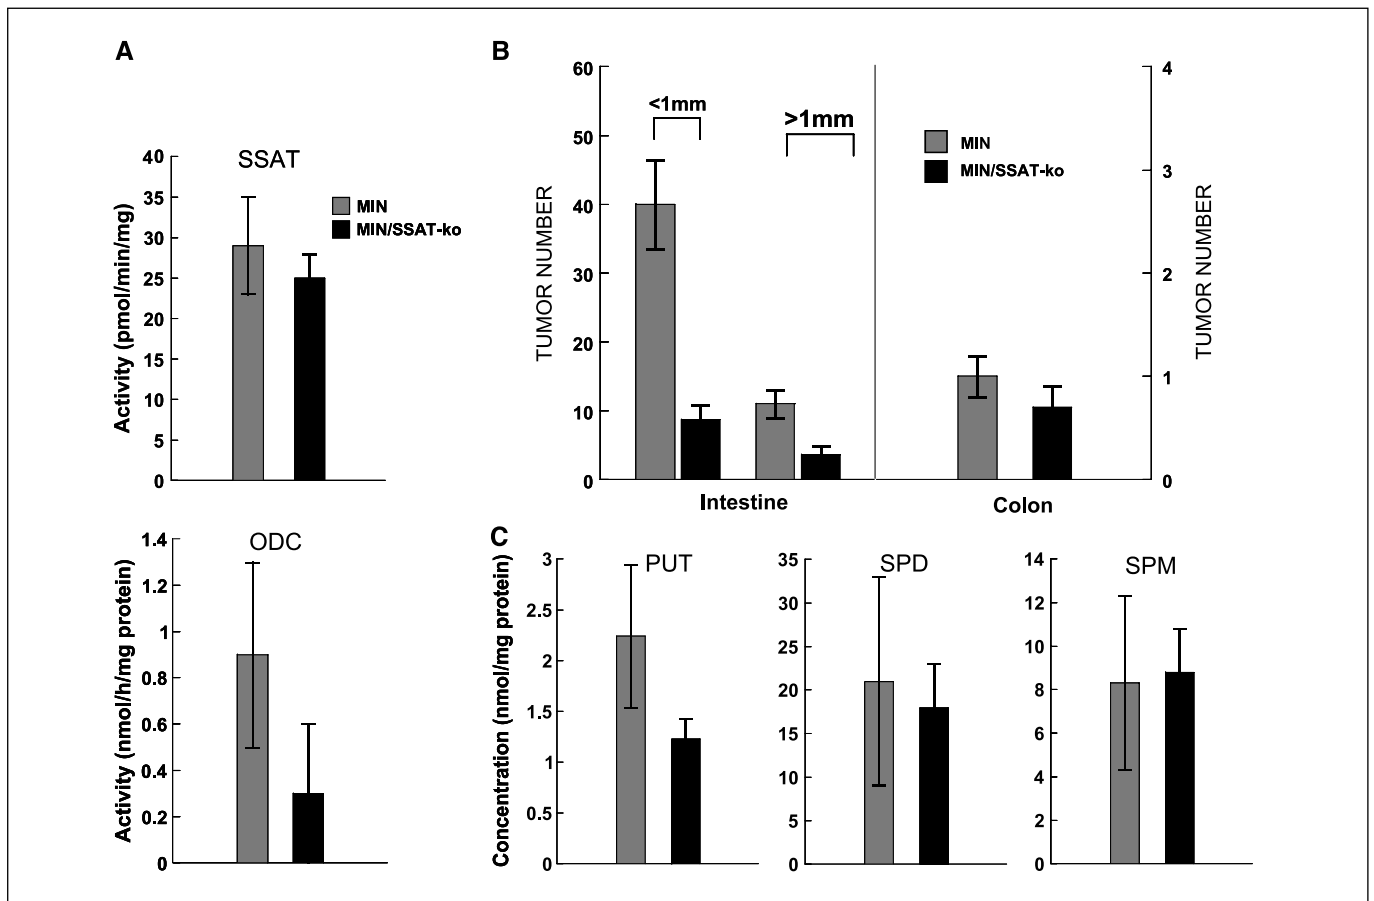 A
SSAT
Activity (pmol/min/mg)
40
35
30
25
20
15
10
5
0
MIN
MIN/SSAT-ko
ODC
Activity (nmol/h/mg protein)
1.4
1.2
1
0.8
0.6
0.4
0.2
0
B
TUMOR NUMBER
60
50
40
30
20
10
0
<1mm
>1mm
Intestine
MIN
MIN/SSAT-ko
Colon
4
3
2
1
0
TUMOR NUMBER
C
Concentration (nmol/mg protein)
PUT
3
2.5
2
1.5
1
0.5
0
SPD
35
30
25
20
15
10
5
0
SPM
14
12
10
8
6
4
2
0